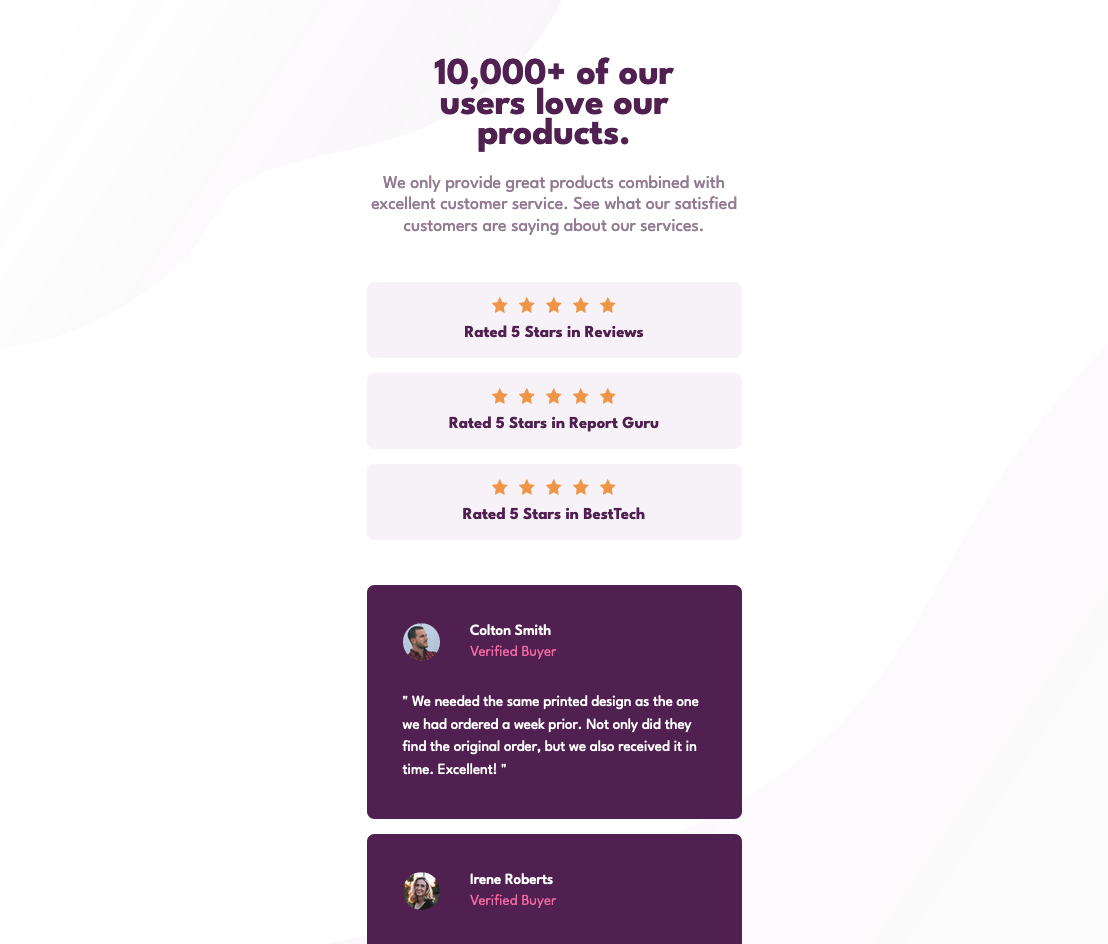 10,000+ of our
users love our
products.
We only provide great products combined with
excellent customer service. See what our satisfied
customers are saying about our services.
Rated 5 Stars in Reviews
Rated 5 Stars in Report Guru
Rated 5 Stars in BestTech
Colton Smith
Verified Buyer
" We needed the same printed design as the one
we had ordered a week prior. Not only did they
find the original order, but we also received it in
time. Excellent! "
Irene Roberts
Verified Buyer